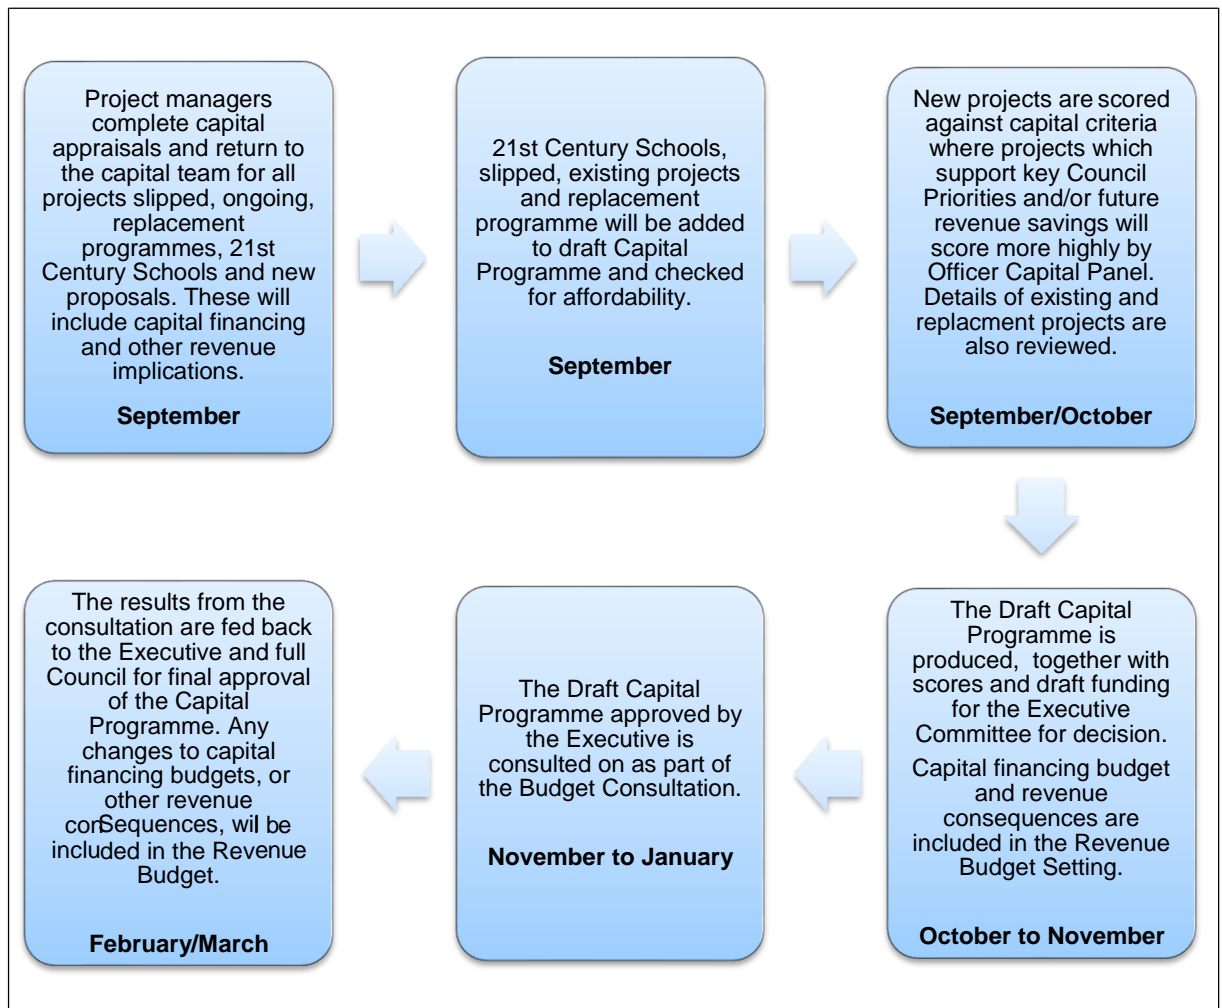 Project managers
complete capital
appraisals and return to
the capital team for all
projects slipped, ongoing,
replacement
programmes, 21st
Century Schools and new
proposals. These will
include capital financing
and other revenue
implications.
September
21st Century Schools,
slipped, existing projects
and replacement
programme will be added
to draft Capital
Programme and checked
for affordability.
September
New projects are scored
against capital criteria
where projects which
support key Council
Priorities and/or future
revenue savings will
score more highly by
Officer Capital Panel.
Details of existing and
replacment projects are
also reviewed.
September/October
The Draft Capital
Programme is
produced, together with
scores and draft funding
for the Executive
Committee for decision.
Capital financing budget
and revenue
consequences are
included in the Revenue
Budget Setting.
October to November
The Draft Capital
Programme approved by
the Executive is
consulted on as part of
the Budget Consultation.
November to January
The results from the
consultation are fed back
to the Executive and full
Council for final approval
of the Capital
Programme. Any
changes to capital
financing budgets, or
other revenue
conSequences, wil be
included in the Revenue
Budget.
February/March